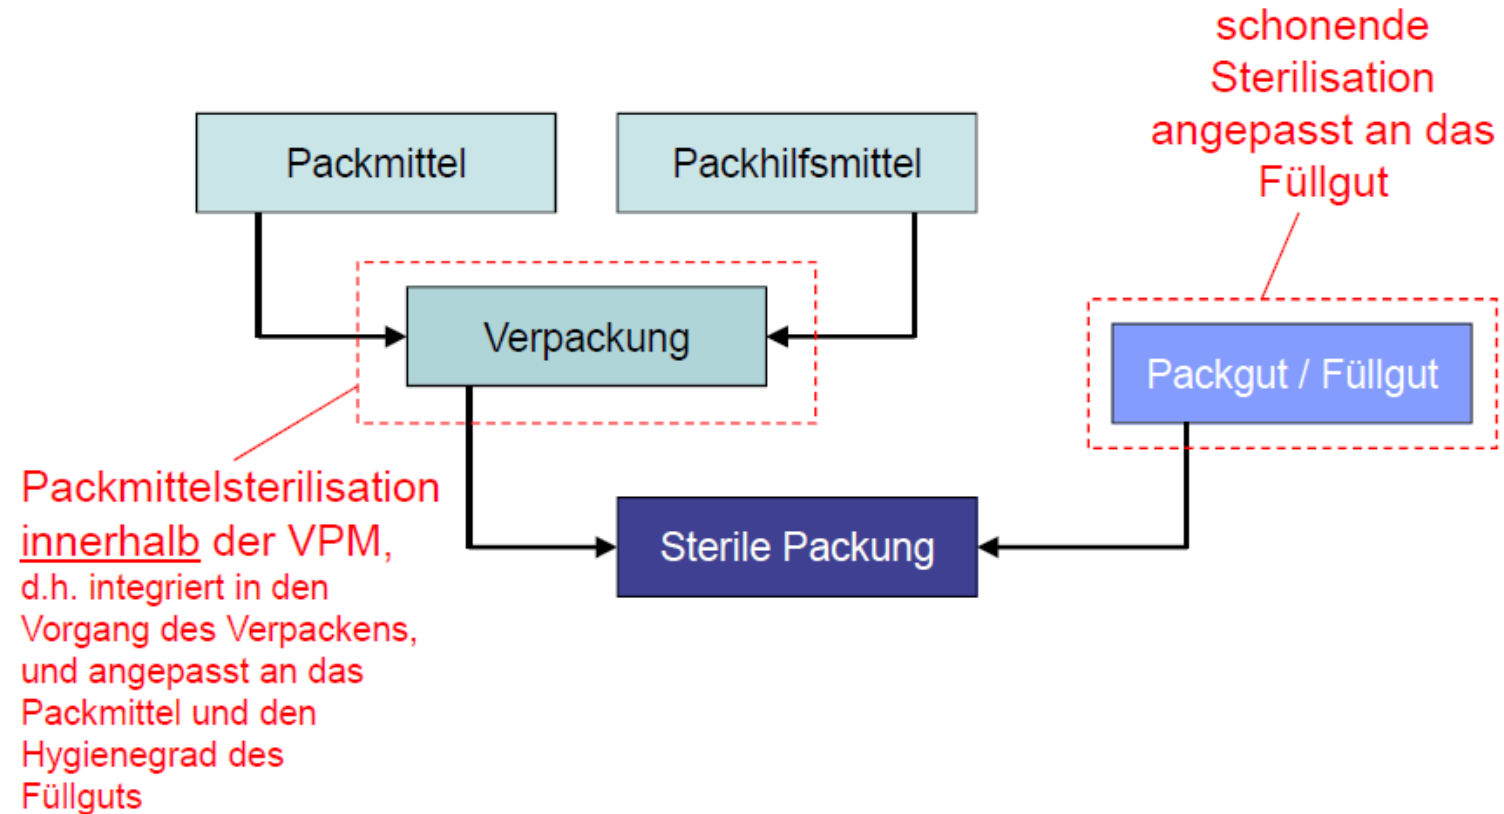 schonende
Sterilisation
angepasst an das
Füllgut
Packmittel
Packhilfsmittel
Verpackung
Packgut / Füllgut
Packmittelsterilisation
innerhalb der VPM,
d.h. integriert in den
Vorgang des Verpackens,
und angepasst an das
Packmittel und den
Hygienegrad des
Füllguts
Sterile Packung